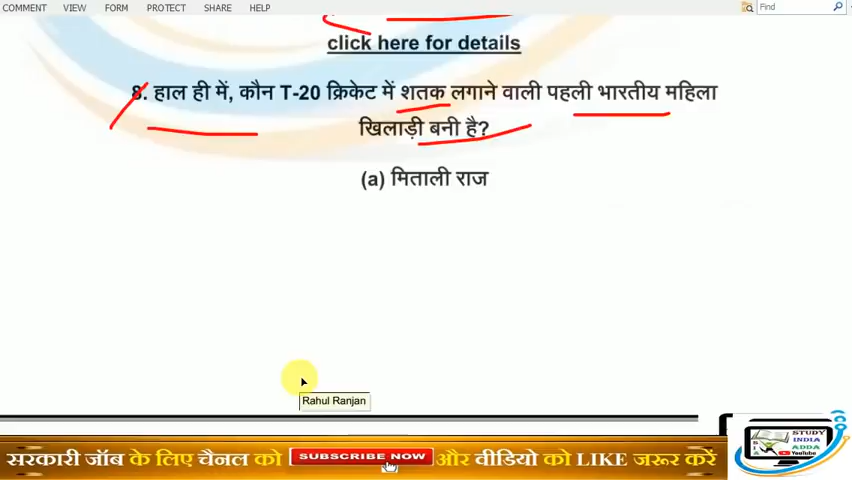 COMMENT VIEW FORM PROTECT SHARE HELP Find
click here for details
8. हाल ही में, कौन T-20 क्रिकेट में शतक लगाने वाली पहली भारतीय महिला
खिलाड़ी बनी है?
(a) मिताली राज
Rahul Ranjan
सरकारी जॉब के लिए चैनल को SUBSCRIBE NOW और वीडियो को LIKE जरूर करें
STUDY
INDIA
ADDA
YouTube